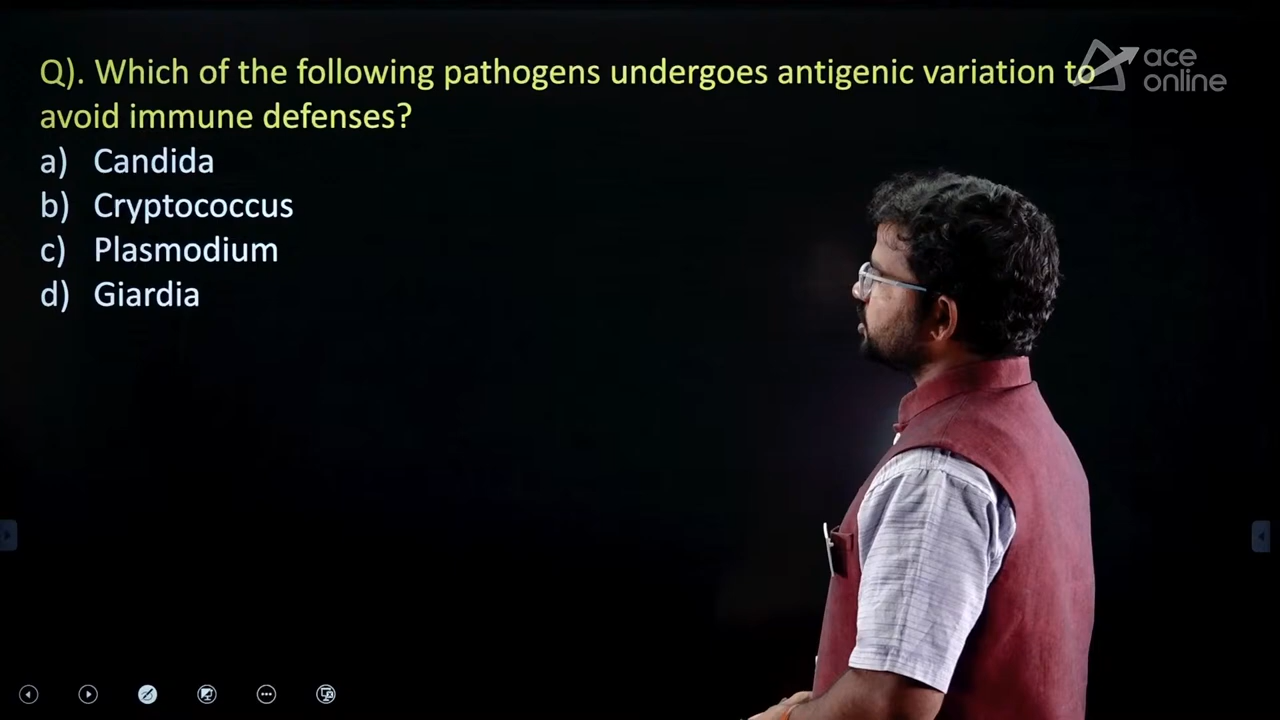 Q). Which of the following pathogens undergoes antigenic variation to
avoid immune defenses?
a) Candida
b) Cryptococcus
c) Plasmodium
d) Giardia
ace
online